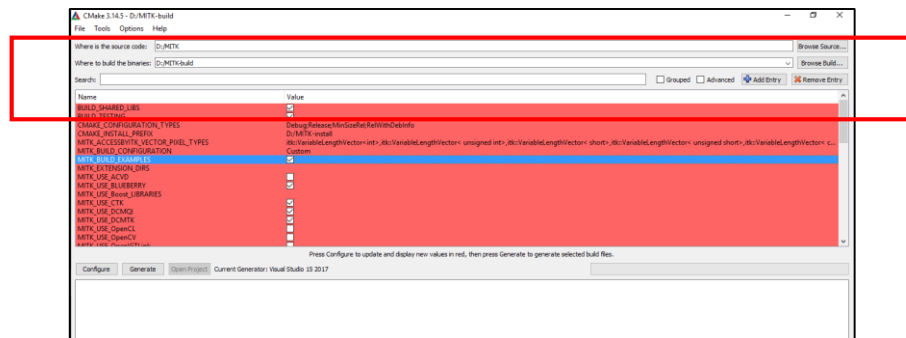 CMake 3.14.5 - D:/MITK-build
File Tools Options Help
Where is the source code: D:/MITK Browse Source...
Where to build the binaries: D:/MITK-build Browse Build...
Search: Grouped Advanced Add Entry Remove Entry
Name Value
BUILD_SHARED_LIBS
BUILD_TESTING
CMAKE_CONFIGURATION_TYPES Debug;Release;MinSizeRel;RelWithDebInfo
CMAKE_INSTALL_PREFIX D:/MITK-install
MITK_ACCESSBYITK_VECTOR_PIXEL_TYPES itk::VariableLengthVector<int>,itk::VariableLengthVector< unsigned int>,itk::VariableLengthVector< short>,itk::VariableLengthVector< unsigned short>,itk::VariableLengthVector< c...
MITK_BUILD_CONFIGURATION Custom
MITK_BUILD_EXAMPLES
MITK_EXTENSION_DIRS
MITK_USE_ACVD
MITK_USE_BLUEBERRY
MITK_USE_Boost_LIBRARIES
MITK_USE_CTK
MITK_USE_DCMQI
MITK_USE_DCMTK
MITK_USE_OpenCL
MITK_USE_OpenCV
MITK_USE_OpenIGTLink
Press Configure to update and display new values in red, then press Generate to generate selected build files.
Configure Generate Open Project Current Generator: Visual Studio 15 2017